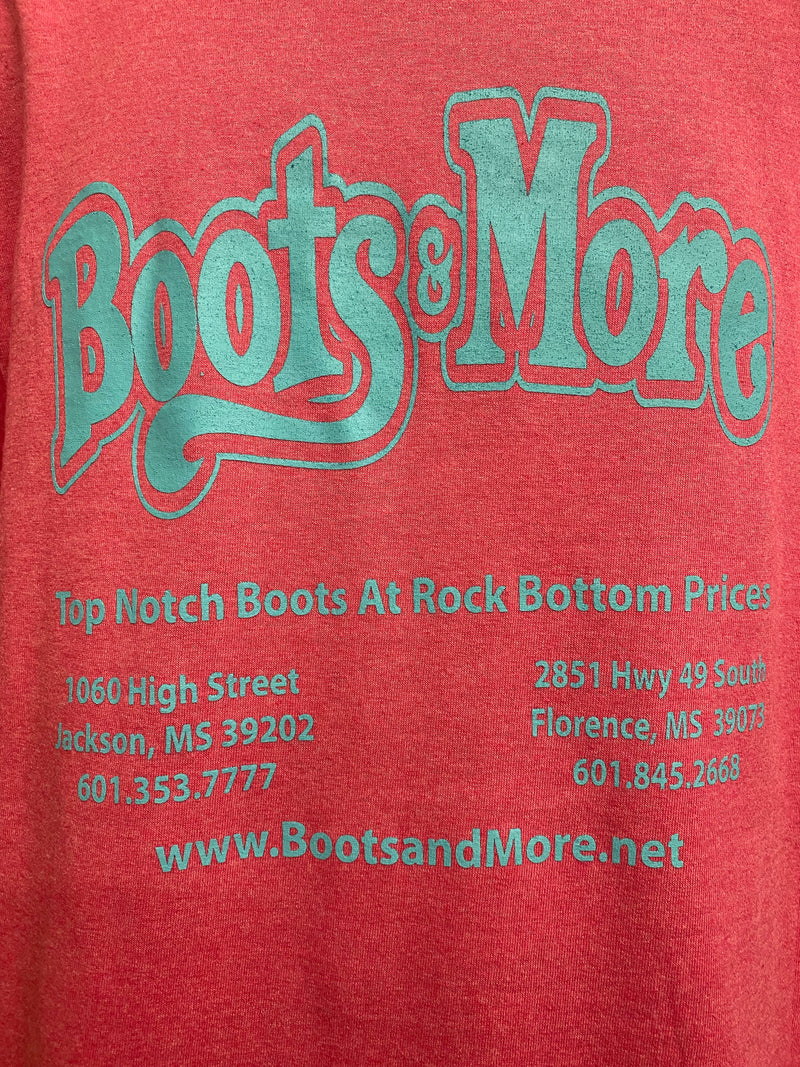 Boots & More
Top Notch Boots At Rock Bottom Prices
1060 High Street
Jackson, MS 39202
601.353.7777
2851 Hwy 49 South
Florence, MS 39073
601.845.2668
www.BootsandMore.net